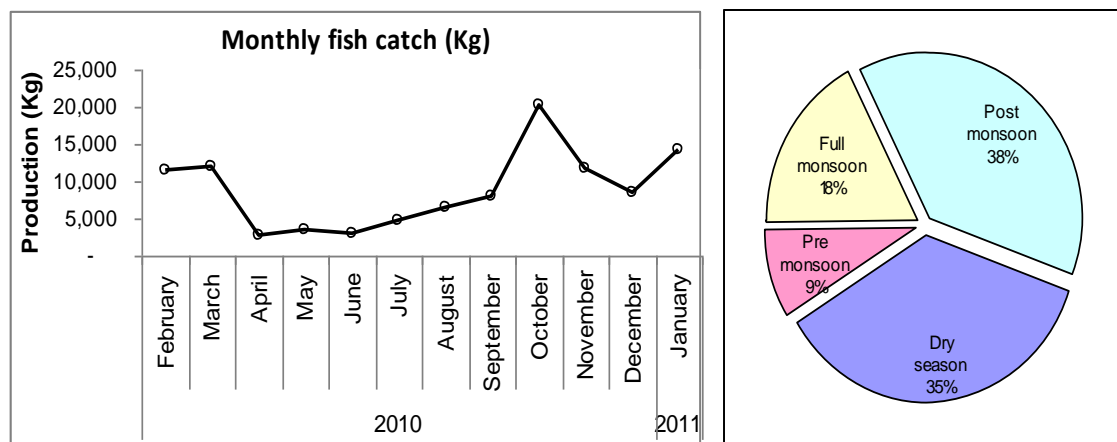 Monthly fish catch (Kg)
Production (Kg)
25,000
20,000
15,000
10,000
5,000
-
February
March
April
May
June
July
August
September
October
November
December
January
2010
2011
Post
monsoon
38%
Full
monsoon
18%
Pre
monsoon
9%
Dry
season
35%